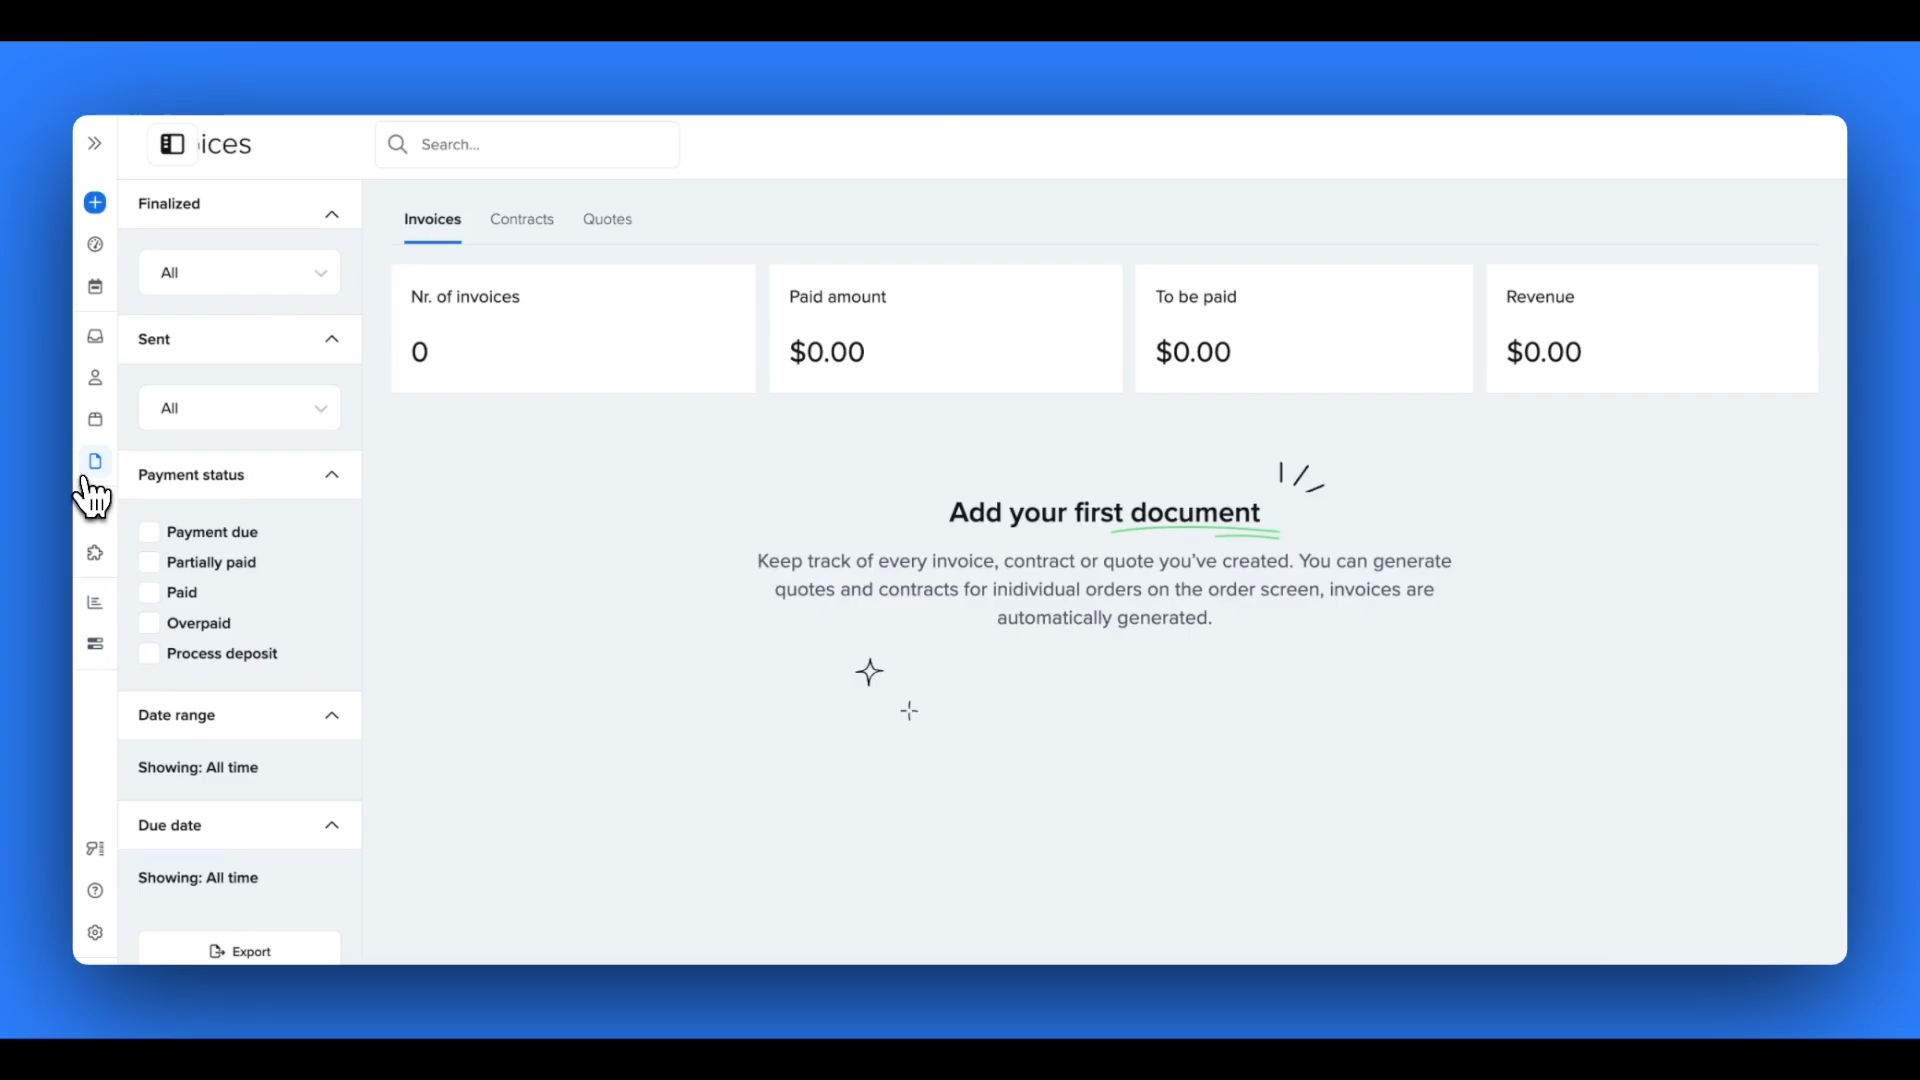 ices
Search...
Finalized
All
Sent
All
Payment status
Payment due
Partially paid
Paid
Overpaid
Process deposit
Date range
Showing: All time
Due date
Showing: All time
Export
Invoices
Contracts
Quotes
Nr. of invoices
0
Paid amount
$0.00
To be paid
$0.00
Revenue
$0.00
Add your first document
Keep track of every invoice, contract or quote you’ve created. You can generate
quotes and contracts for inidividual orders on the order screen, invoices are
automatically generated.